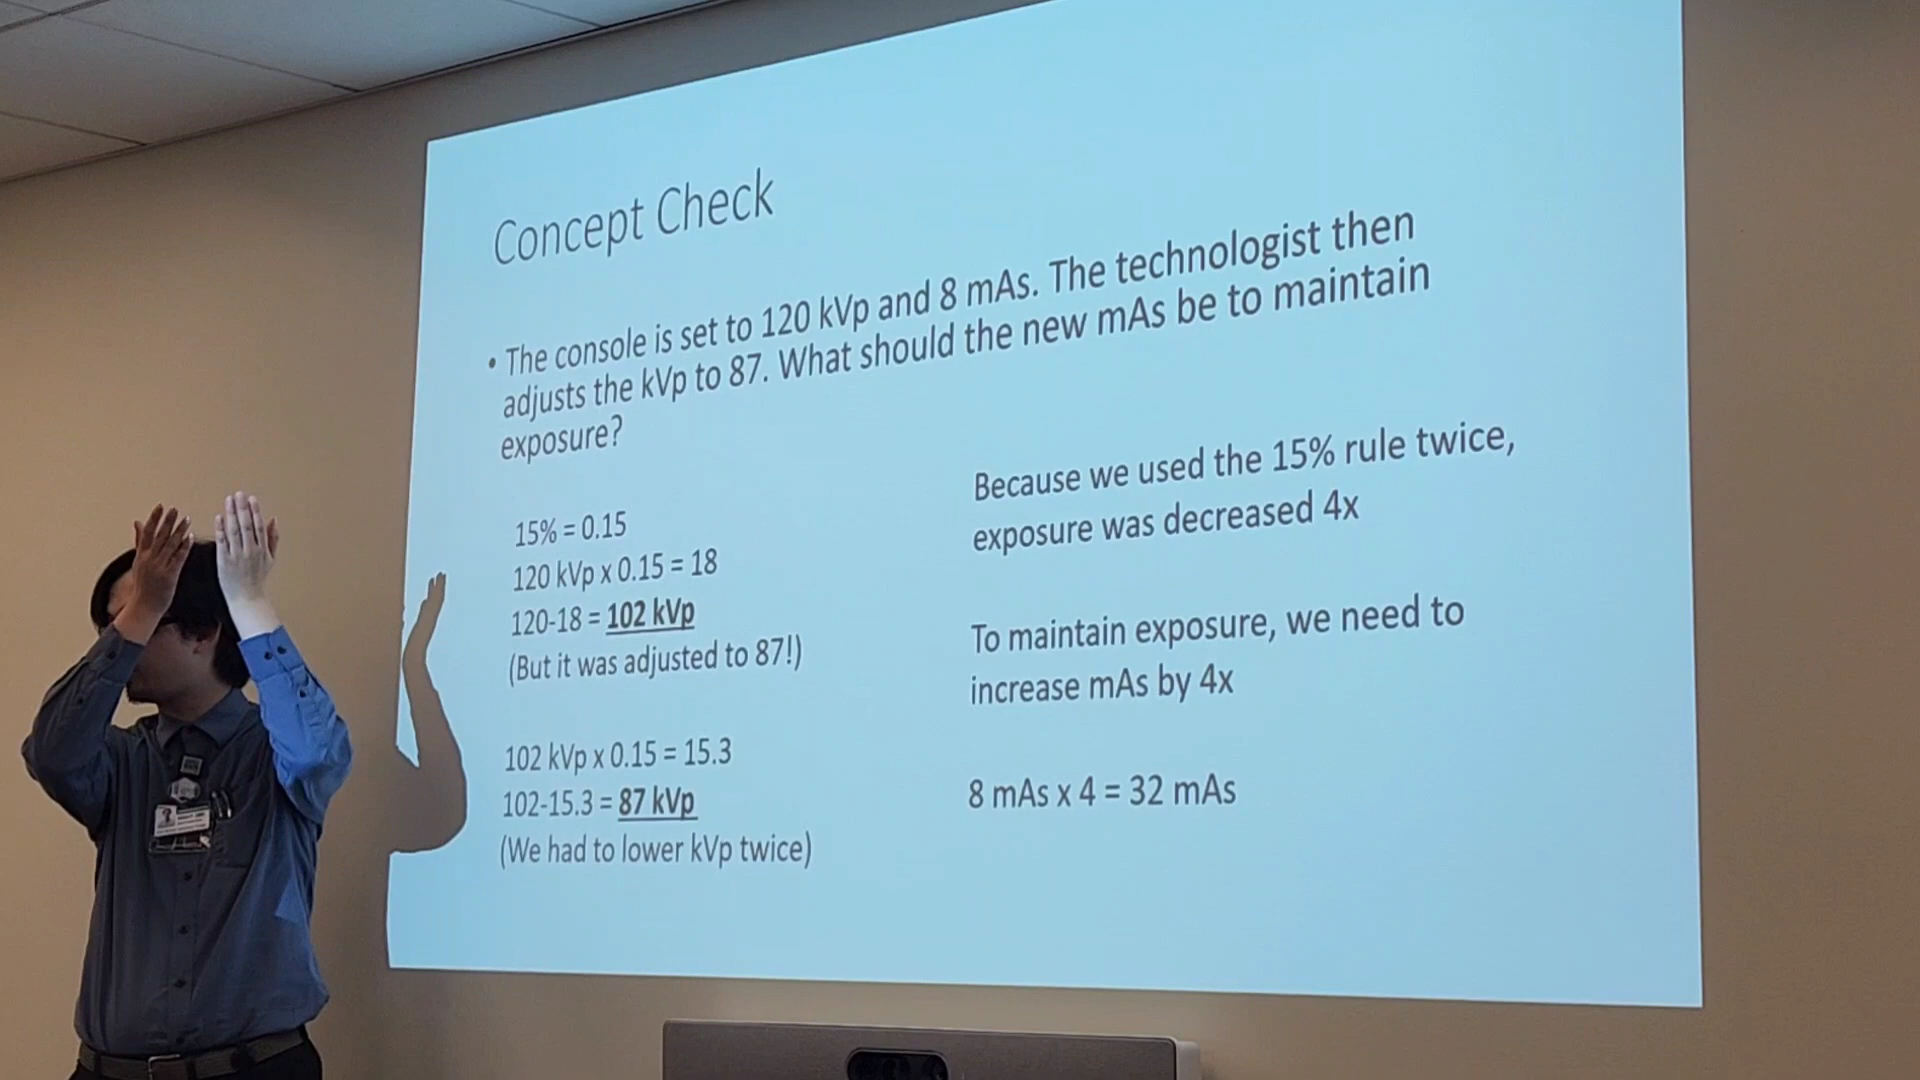 Concept Check
• The console is set to 120 kVp and 8 mAs. The technologist then
adjusts the kVp to 87. What should the new mAs be to maintain
exposure?
15% = 0.15
120 kVp x 0.15 = 18
120-18 = 102 kVp
(But it was adjusted to 87!)
102 kVp x 0.15 = 15.3
102-15.3 = 87 kVp
(We had to lower kVp twice)
Because we used the 15% rule twice,
exposure was decreased 4x
To maintain exposure, we need to
increase mAs by 4x
8 mAs x 4 = 32 mAs